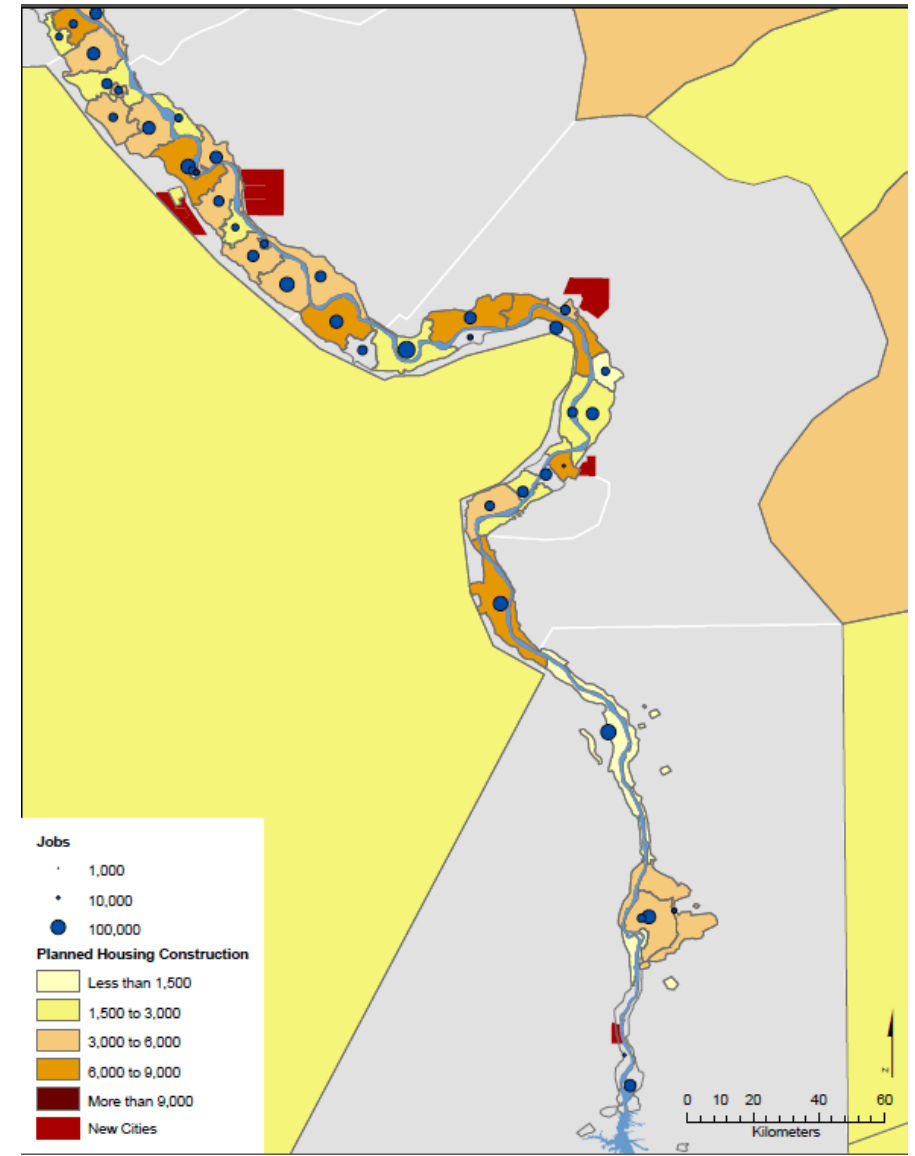 Jobs
1,000
10,000
100,000
Planned Housing Construction
Less than 1,500
1,500 to 3,000
3,000 to 6,000
6,000 to 9,000
More than 9,000
New Cities
N
0 10 20 40 60
Kilometers